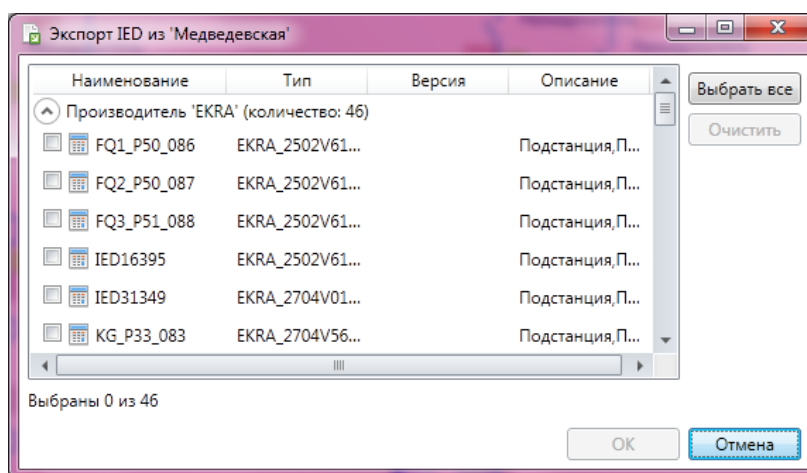 Экспорт IED из 'Медведевская'
Наименование Тип Версия Описание
Выбрать все
Производитель 'EKRA' (количество: 46)
Очистить
FQ1_P50_086 EKRA_2502V61... Подстанция,П...
FQ2_P50_087 EKRA_2502V61... Подстанция,П...
FQ3_P51_088 EKRA_2502V61... Подстанция,П...
IED16395 EKRA_2502V61... Подстанция,П...
IED31349 EKRA_2704V01... Подстанция,П...
KG_P33_083 EKRA_2704V56... Подстанция,П...
Выбраны 0 из 46
OK Отмена